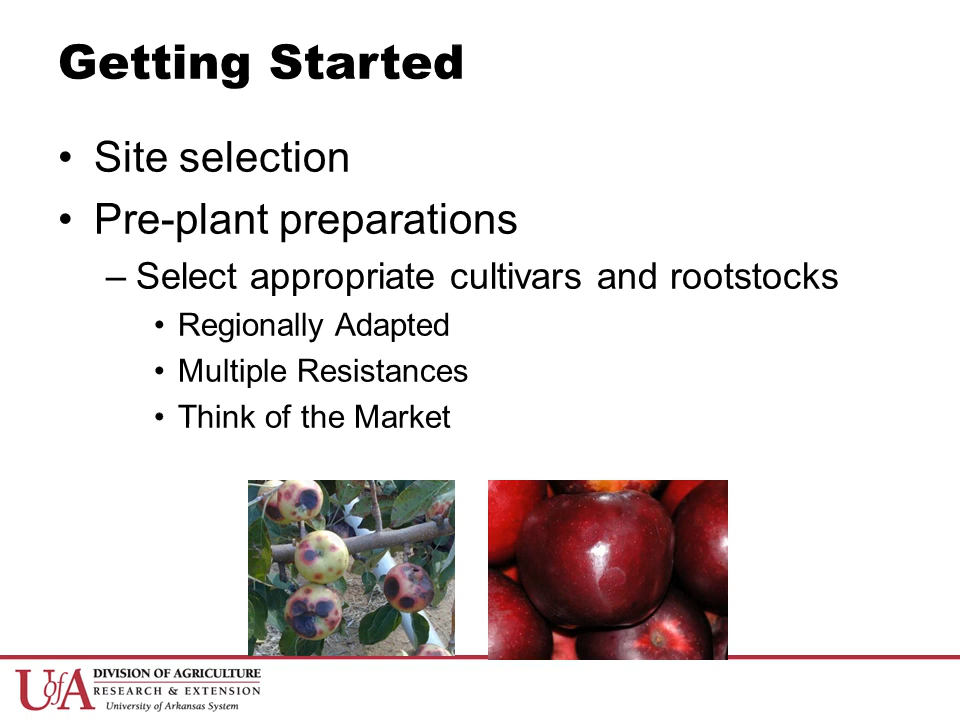 Getting Started
• Site selection
• Pre-plant preparations
– Select appropriate cultivars and rootstocks
• Regionally Adapted
• Multiple Resistances
• Think of the Market
UofA DIVISION OF AGRICULTURE
RESEARCH & EXTENSION
University of Arkansas System